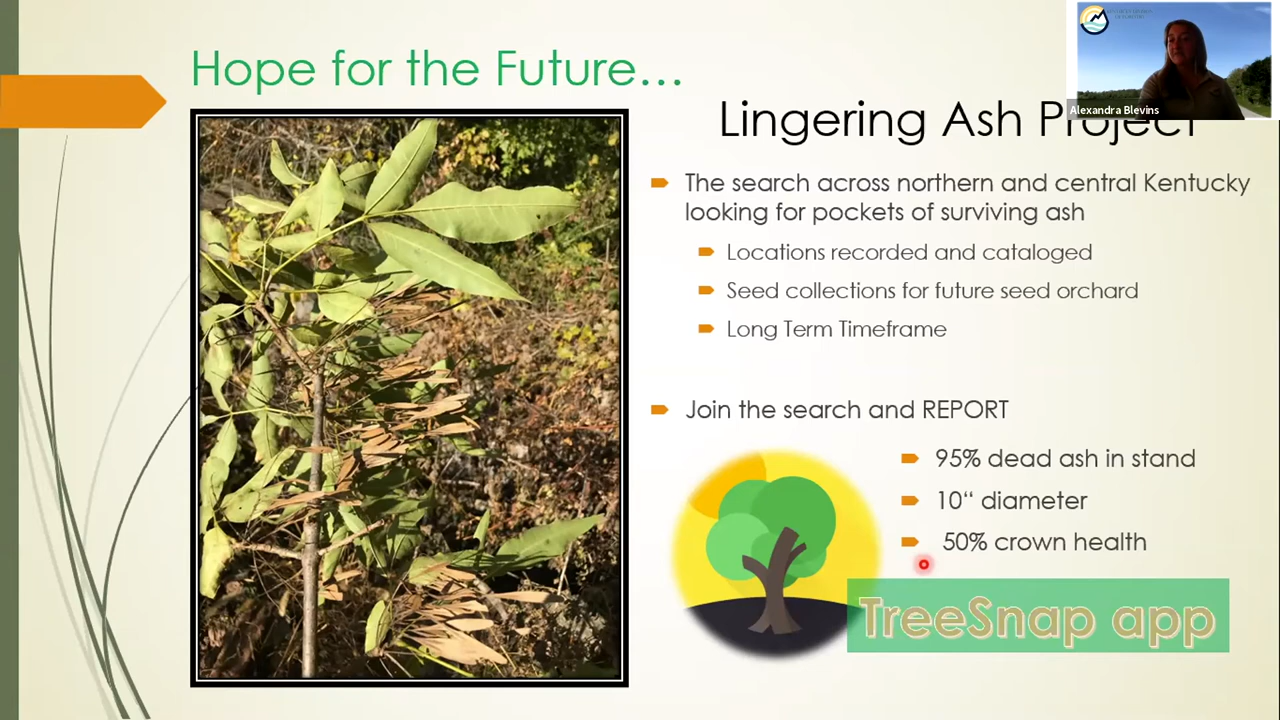 Hope for the Future…
Alexandra Blevins
Lingering Ash Project
The search across northern and central Kentucky
looking for pockets of surviving ash
Locations recorded and cataloged
Seed collections for future seed orchard
Long Term Timeframe
Join the search and REPORT
95% dead ash in stand
10“ diameter
50% crown health
TreeSnap app